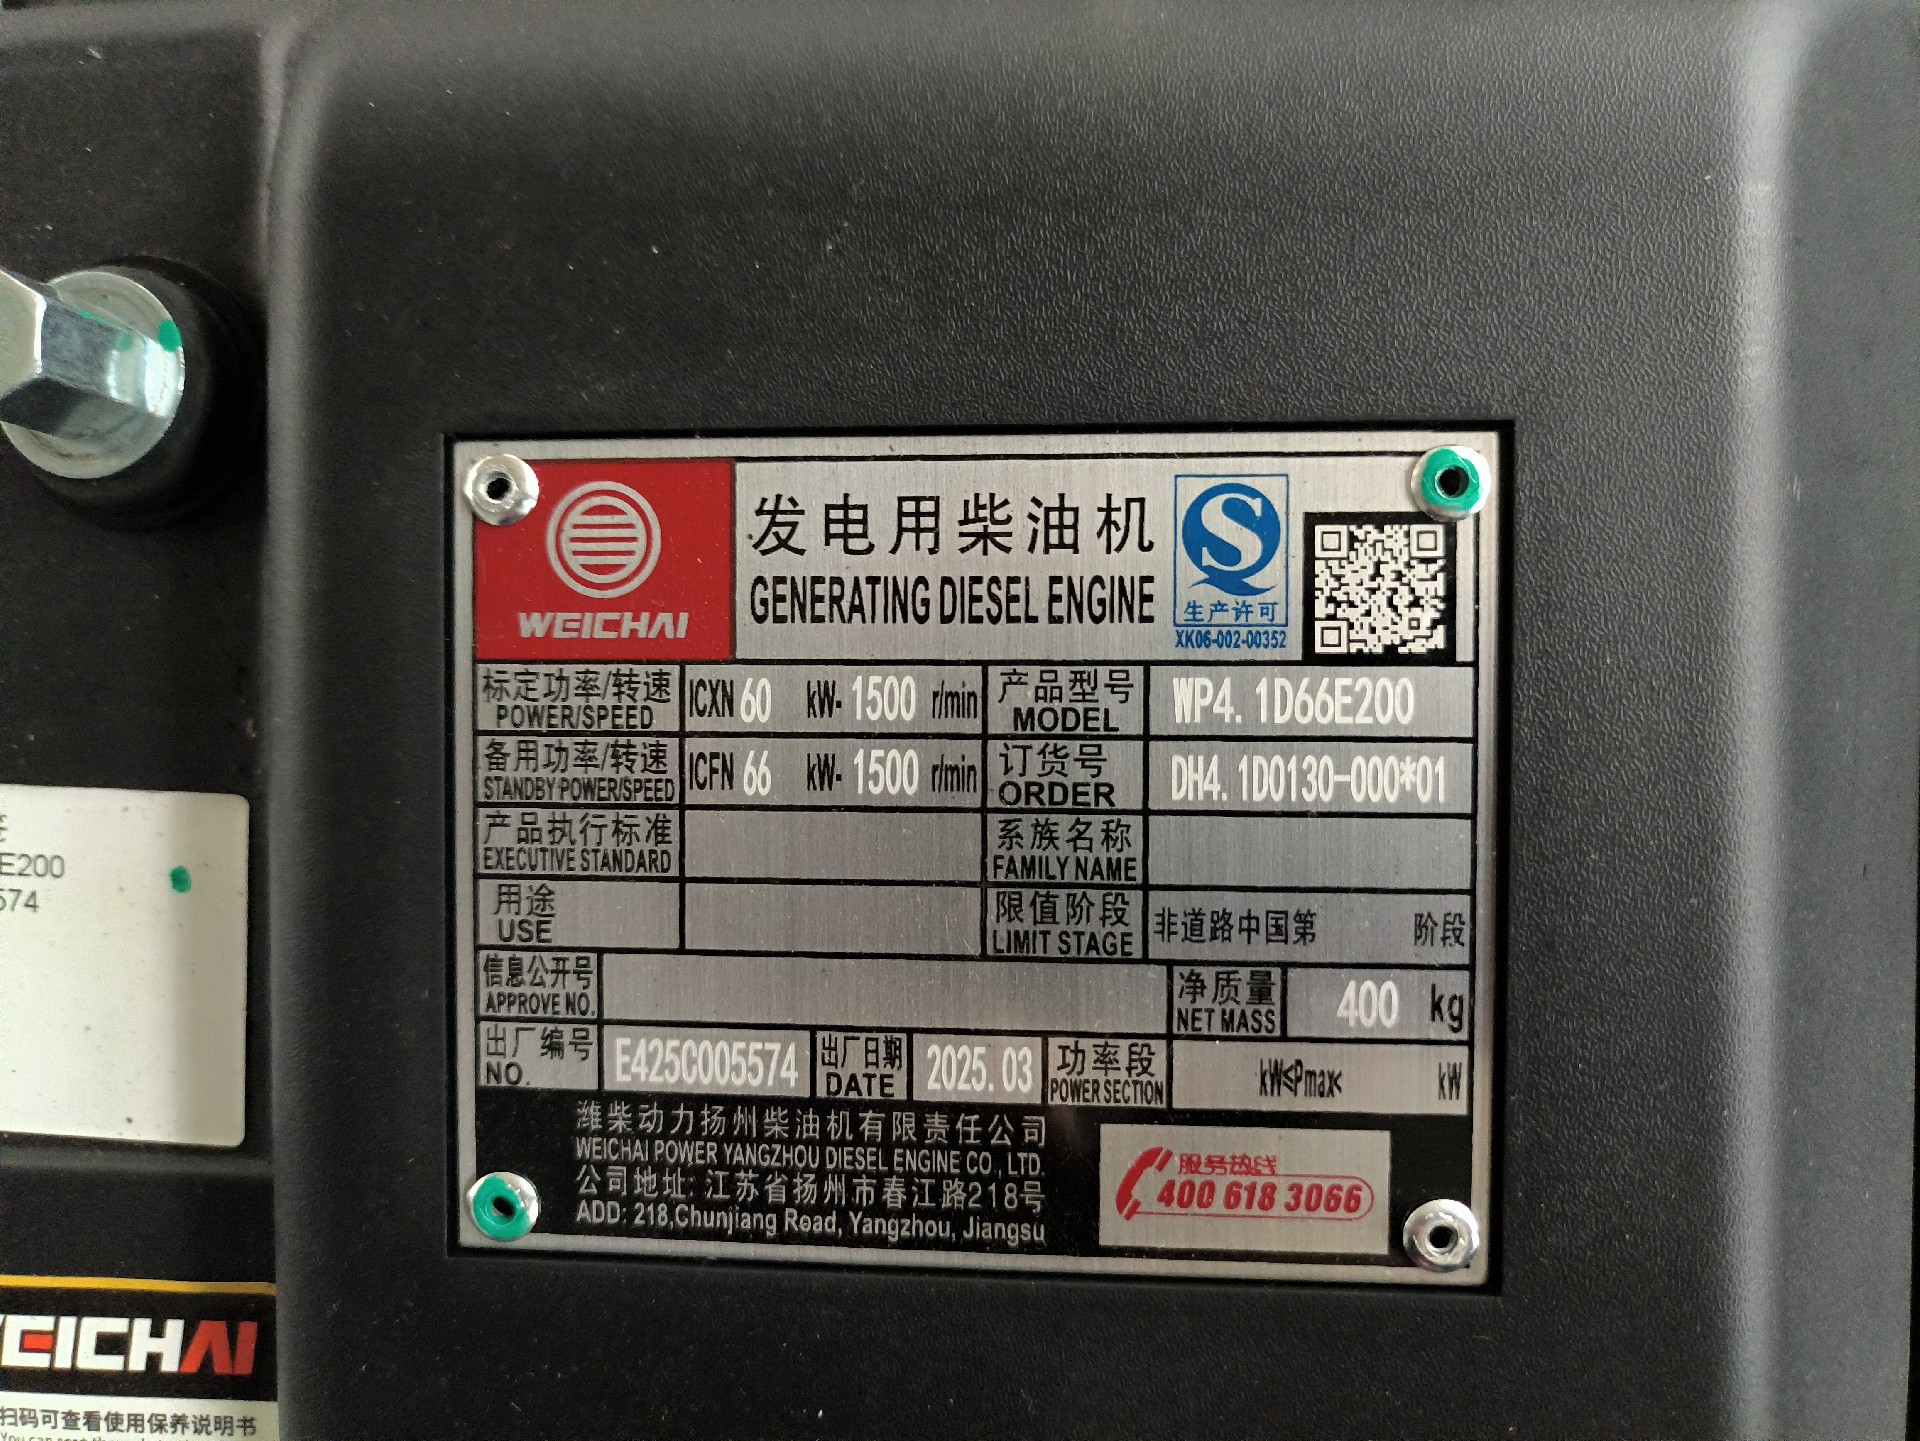 WEICHAI
发电用柴油机
GENERATING DIESEL ENGINE
生产许可
XK06-002-00352
标定功率/转速
POWER/SPEED
ICXN 60 kW- 1500 r/min
产品型号
MODEL
WP4. 1D66E200
备用功率/转速
STANDBY POWER/SPEED
ICFN 66 kW- 1500 r/min
订货号
ORDER
DH4. 1D0130-000*01
产品执行标准
EXECUTIVE STANDARD
系族名称
FAMILY NAME
用途
USE
限值阶段
LIMIT STAGE
非道路中国第 阶段
信息公开号
APPROVE NO.
净质量
NET MASS
400 kg
出厂编号
NO.
E425C005574
出厂日期
DATE
2025. 03
功率段
POWER SECTION
kW≤Pmax< kW
潍柴动力扬州柴油机有限责任公司
WEICHAI POWER YANGZHOU DIESEL ENGINE CO., LTD.
公司地址: 江苏省扬州市春江路218号
ADD: 218,Chunjiang Road, Yangzhou, Jiangsu
服务热线
400 618 3066
E200
574
WEICHAI
扫码可查看使用保养说明书